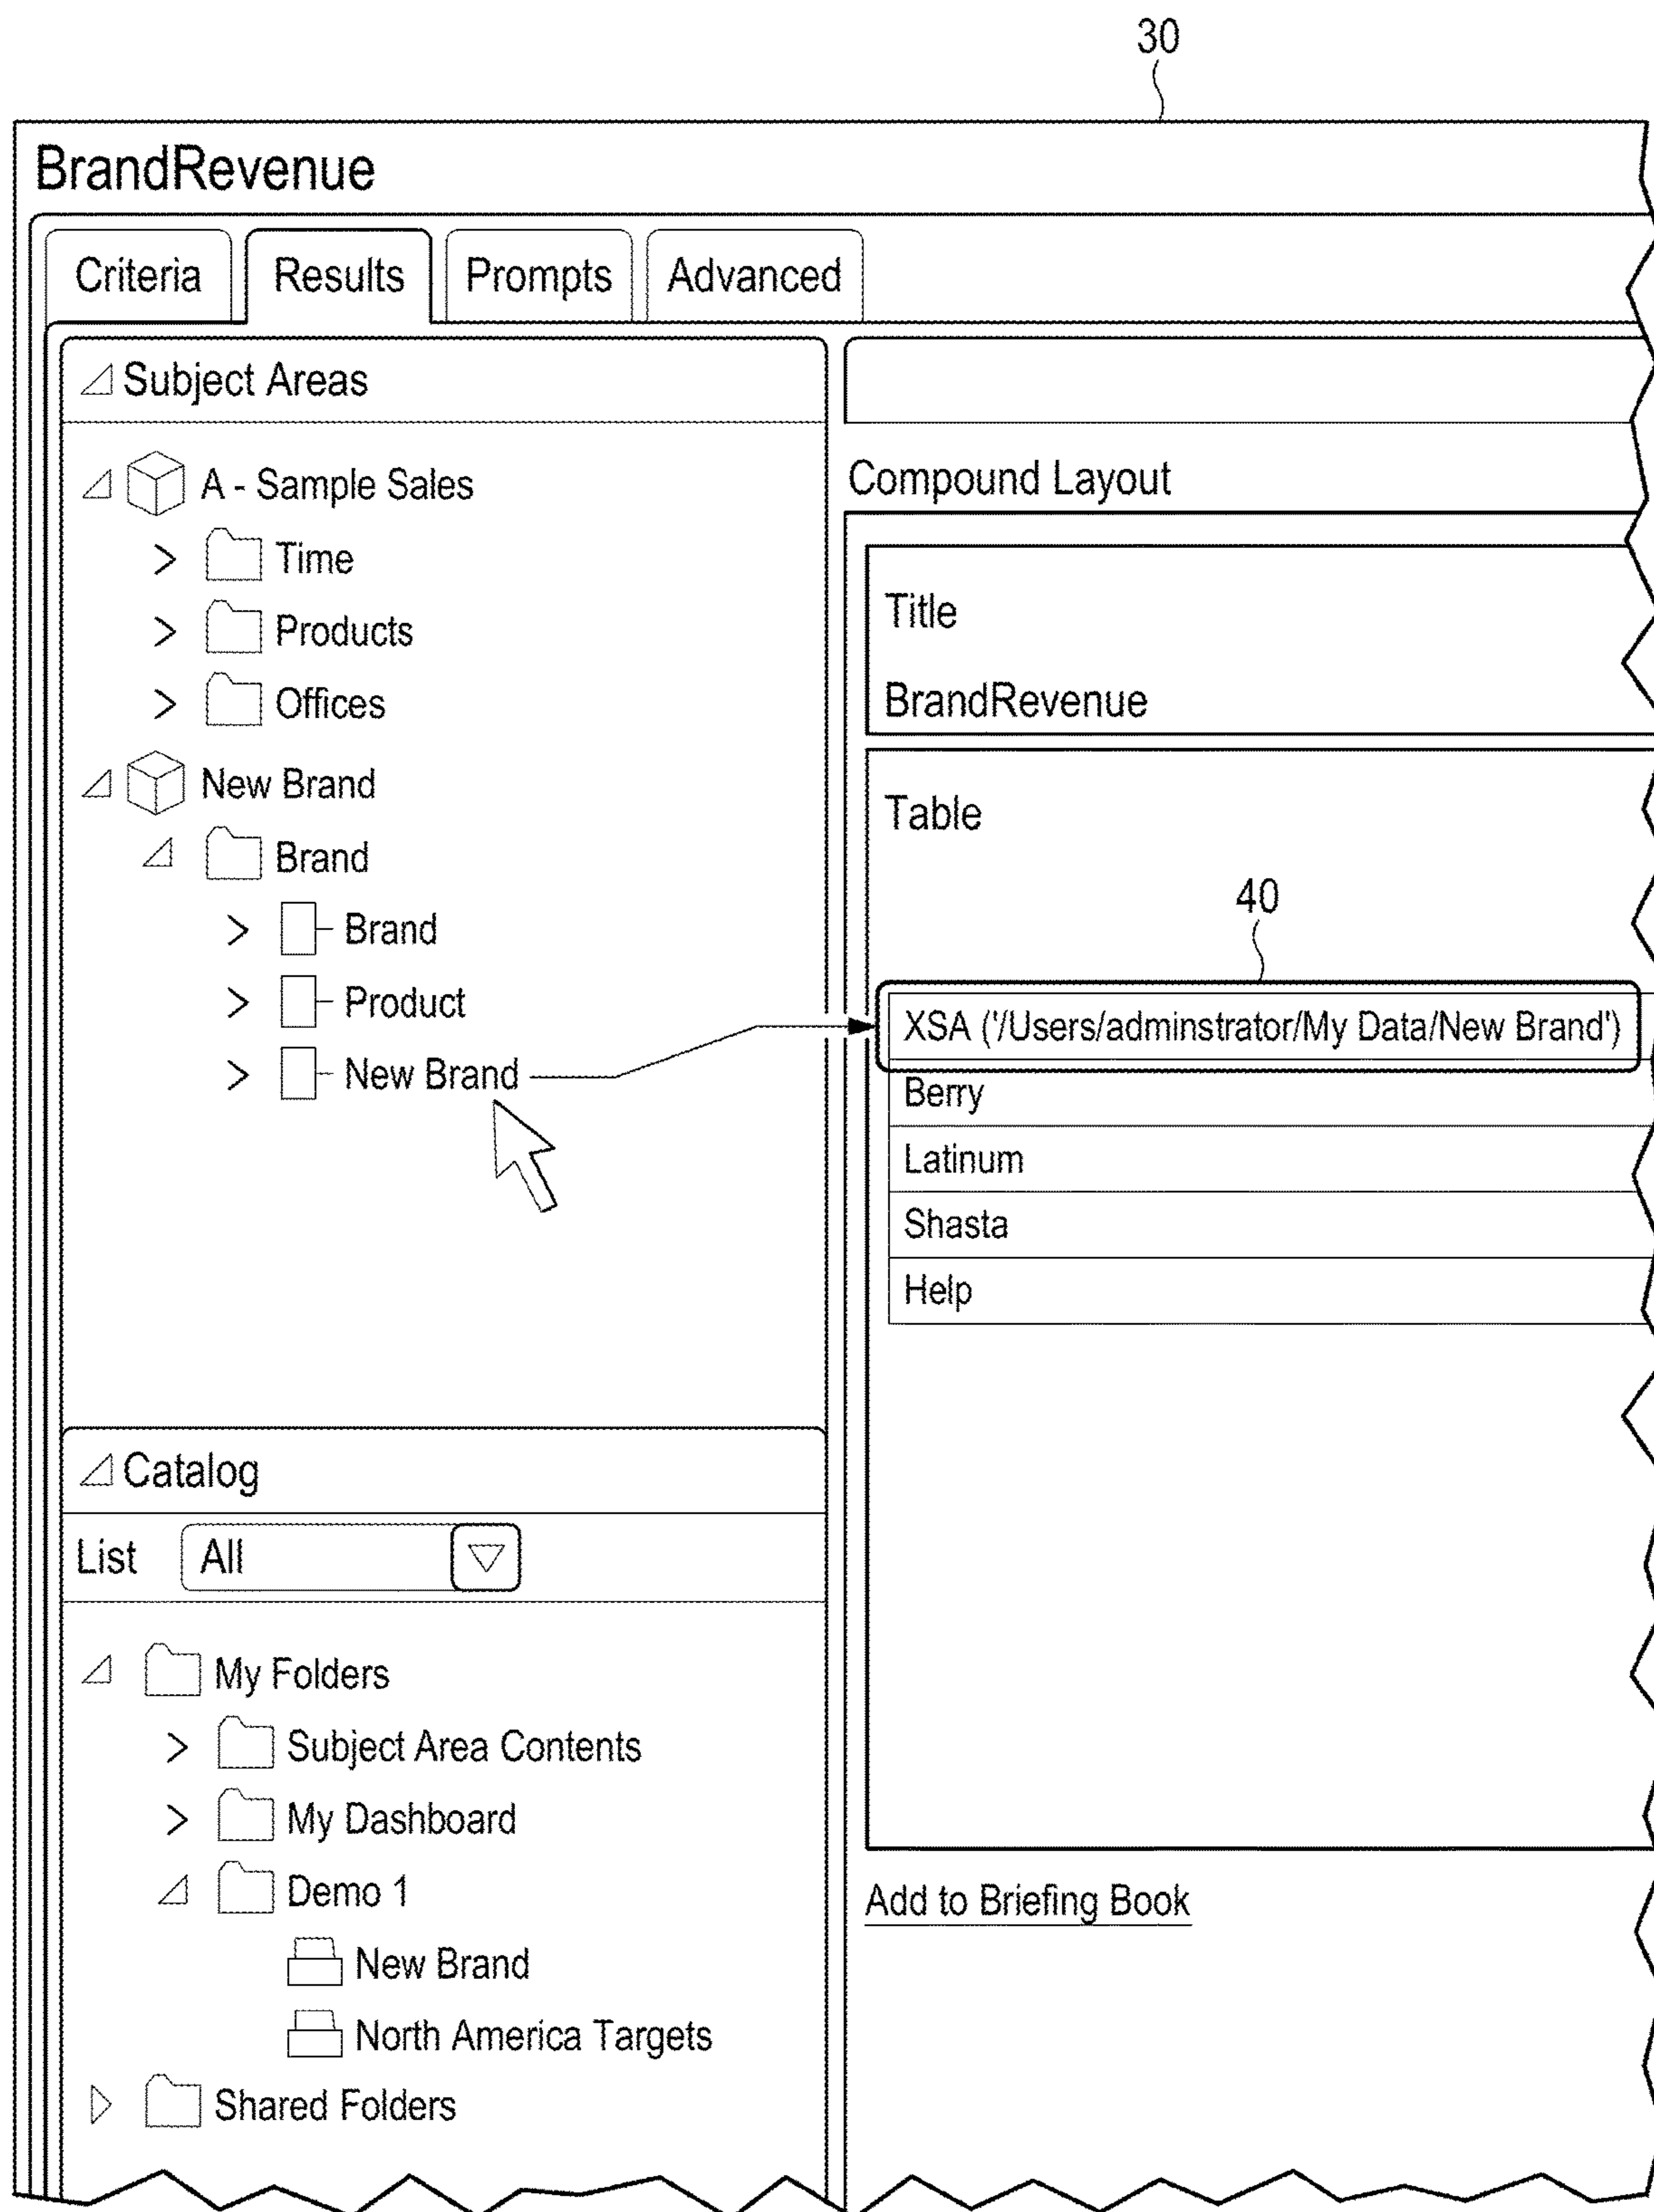 30
BrandRevenue
Criteria Results Prompts Advanced
Subject Areas
A - Sample Sales
Time
Products
Offices
New Brand
Brand
Brand
Product
New Brand
Catalog
List All
My Folders
Subject Area Contents
My Dashboard
Demo 1
New Brand
North America Targets
Shared Folders
Compound Layout
Title
BrandRevenue
Table
40
XSA ('/Users/adminstrator/My Data/New Brand')
Berry
Latinum
Shasta
Help
Add to Briefing Book